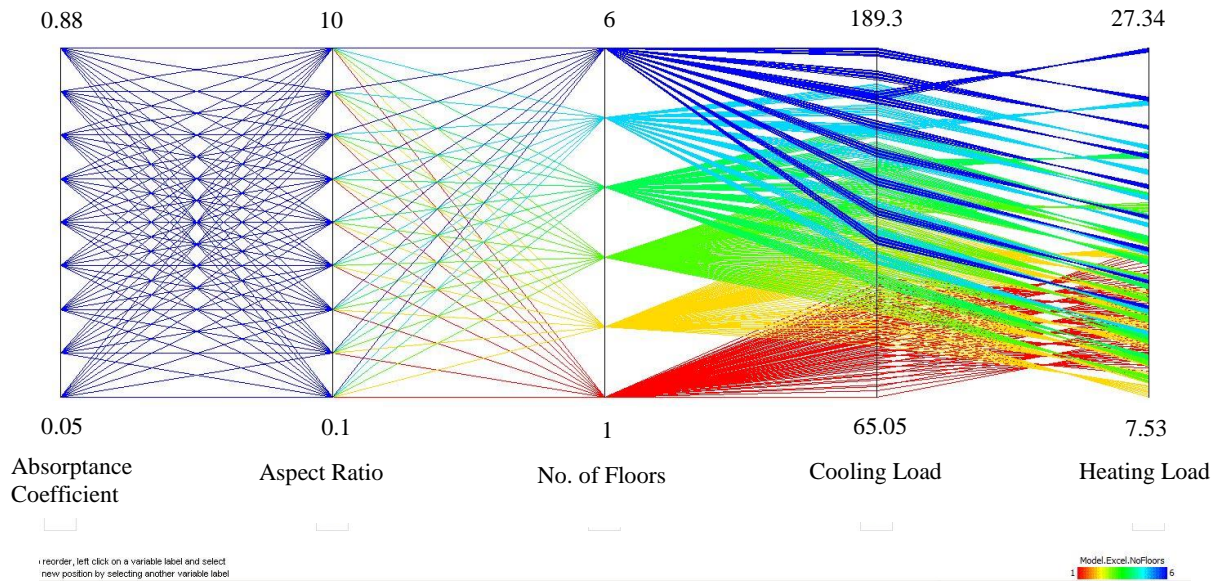 0.88 10 6 189.3 27.34
0.05 0.1 1 65.05 7.53
Absorptance
Coefficient
Aspect Ratio
No. of Floors
Cooling Load
Heating Load
reorder, left click on a variable label and select
new position by selecting another variable label
Model.Excel.NoFloors
1 6